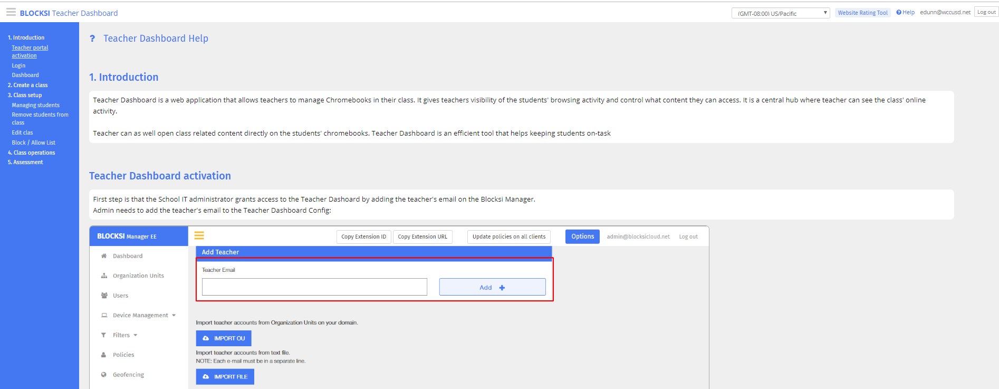 BLOCKSI Teacher Dashboard
(GMT-08:00) US/Pacific
Website Rating Tool
Help
edunn@wccusd.net
Log out
1. Introduction
Teacher portal
activation
Login
Dashboard
2. Create a class
3. Class setup
Managing students
Remove students from
class
Edit clas
Block / Allow List
4. Class operations
5. Assessment
? Teacher Dashboard Help
1. Introduction
Teacher Dashboard is a web application that allows teachers to manage Chromebooks in their class. It gives teachers visibility of the students' browsing activity and control what content they can access. It is a central hub where teacher can see the class' online
activity.
Teacher can as well open class related content directly on the students' chromebooks. Teacher Dashboard is an efficient tool that helps keeping students on-task
Teacher Dashboard activation
First step is that the School IT administrator grants access to the Teacher Dashoard by adding the teacher's email on the Blocksi Manager.
Admin needs to add the teacher's email to the Teacher Dashboard Config:
BLOCKSI Manager EE
Copy Extension ID
Copy Extension URL
Update policies on all clients
Options
admin@blocksicloud.net
Log out
Dashboard
Organization Units
Users
Device Management
Filters
Policies
Geofencing
Add Teacher
Teacher Email
Add +
Import teacher accounts from Organization Units on your domain.
IMPORT OU
Import teacher accounts from text file.
NOTE: Each e-mail must be in a separate line.
IMPORT FILE